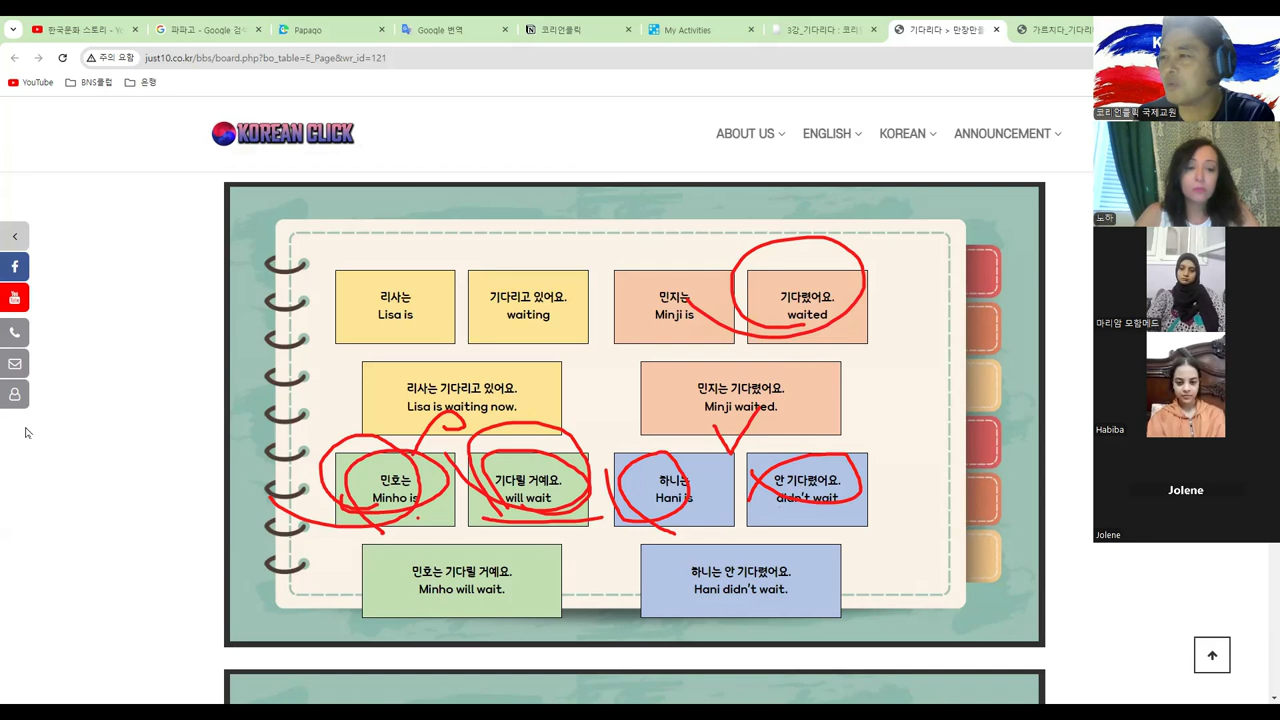 한국문화 스토리 - Yo
파파고 - Google 검색
Papaqo
Google 번역
코리안클릭
My Activities
3강_기다리다 : 코리
기다리다 > 만장만
가르치다_기다리
주의 요함
just10.co.kr/bbs/board.php?bo_table=E_Page&wr_id=121
YouTube
BNS클럽
은행
KOREAN CLICK
ABOUT US
ENGLISH
KOREAN
ANNOUNCEMENT
리사는
Lisa is
기다리고 있어요.
waiting
민지는
Minji is
기다렸어요.
waited
리사는 기다리고 있어요.
Lisa is waiting now.
민지는 기다렸어요.
Minji waited.
민호는
Minho is
기다릴 거예요.
will wait
하니는
Hani is
안 기다렸어요.
didn't wait
민호는 기다릴 거예요.
Minho will wait.
하니는 안 기다렸어요.
Hani didn't wait.
코리안클릭 국제교원
노하
마리암 모함메드
Habiba
Jolene
Jolene